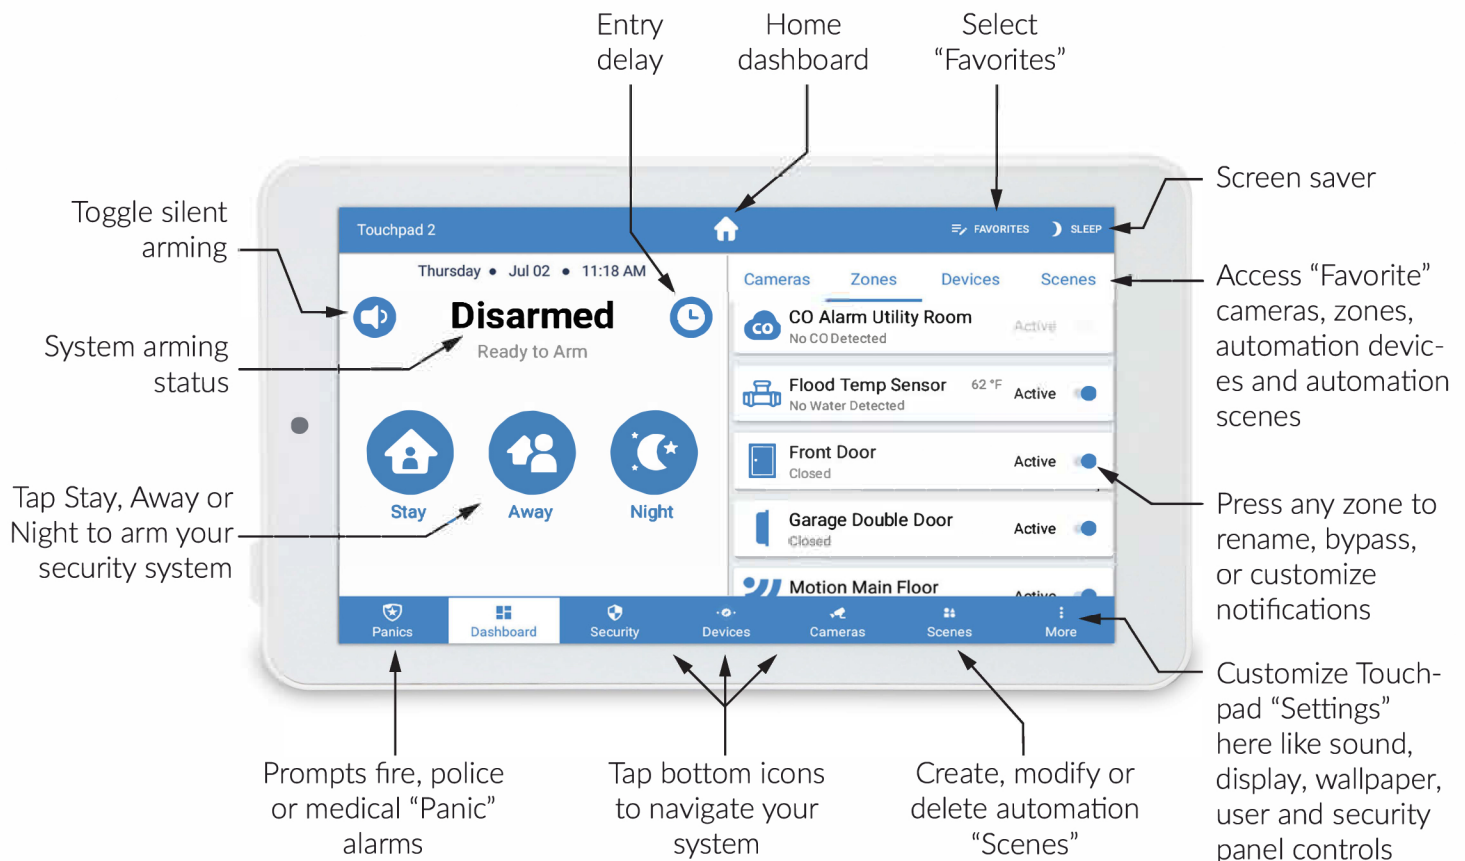 Entry
delay
Home
dashboard
Select
“Favorites”
Screen saver
Toggle silent
arming
System arming
status
Tap Stay, Away or
Night to arm your
security system
Touchpad 2
FAVORITES
SLEEP
Thursday • Jul 02 • 11:18 AM
Disarmed
Ready to Arm
Stay
Away
Night
Cameras
Zones
Devices
Scenes
CO
CO Alarm Utility Room
No CO Detected
Active
Flood Temp Sensor
62 °F
No Water Detected
Active
Front Door
Closed
Active
Garage Double Door
Closed
Active
Motion Main Floor
Active
Panics
Dashboard
Security
Devices
Cameras
Scenes
More
Access “Favorite”
cameras, zones,
automation devic-
es and automation
scenes
Press any zone to
rename, bypass,
or customize
notifications
Customize Touch-
pad “Settings”
here like sound,
display, wallpaper,
user and security
panel controls
Prompts fire, police
or medical “Panic”
alarms
Tap bottom icons
to navigate your
system
Create, modify or
delete automation
“Scenes”